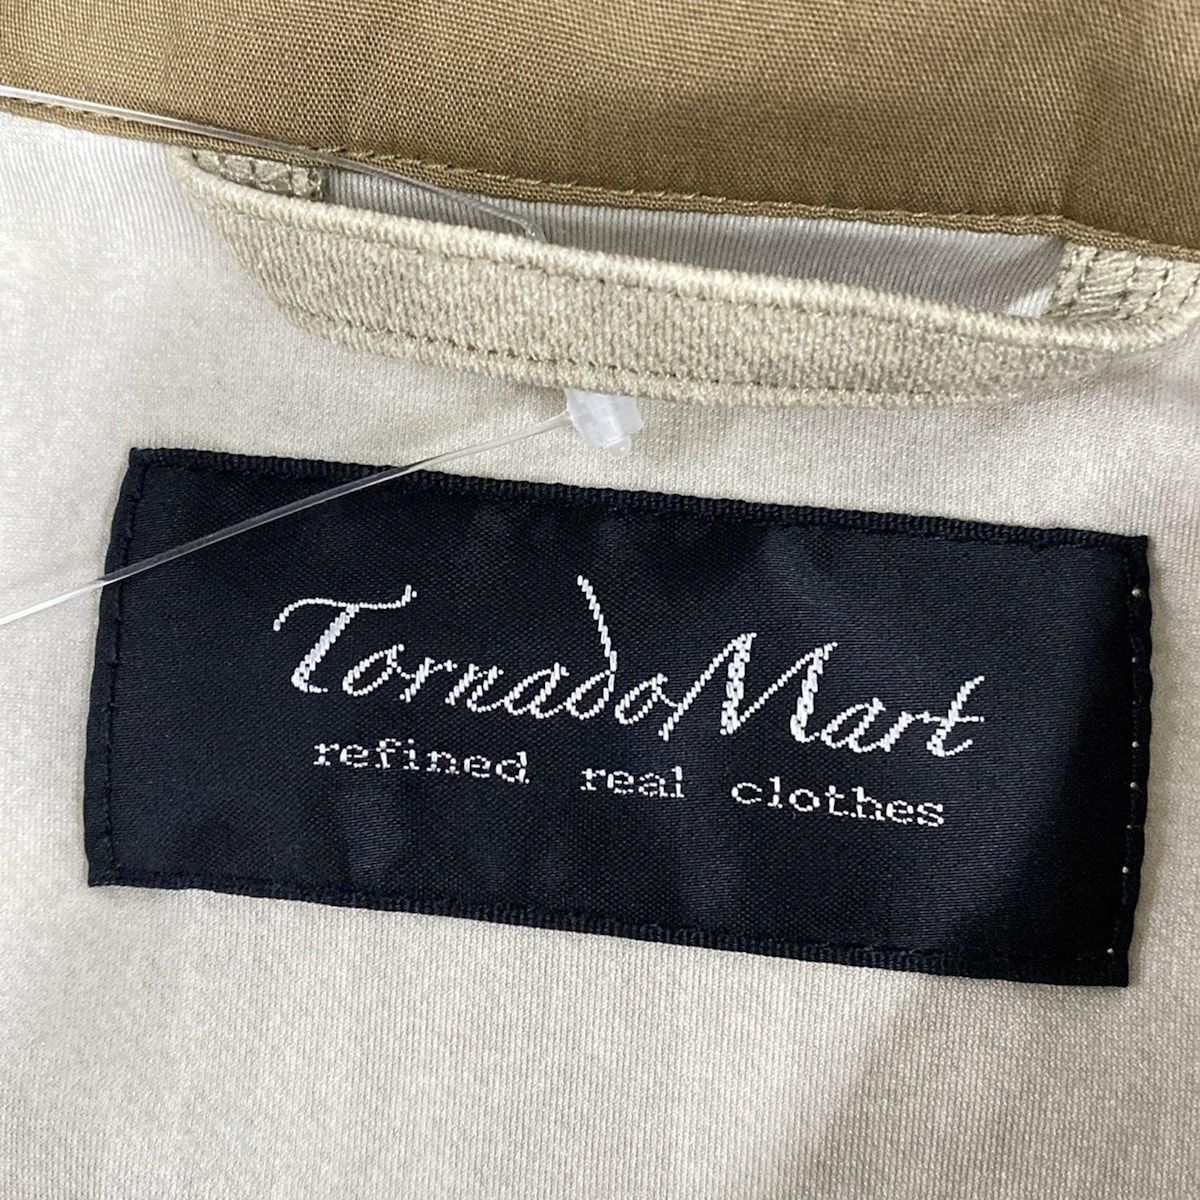 TornadoMart
refined real clothes